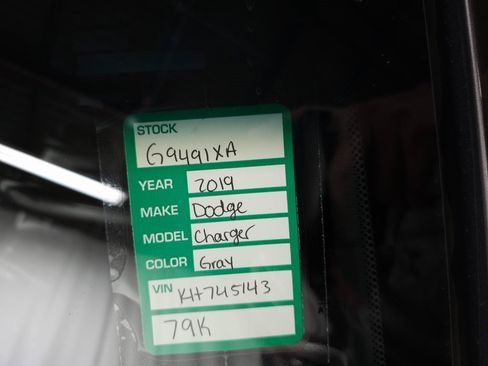 STOCK
G9491XA
YEAR 2019
MAKE Dodge
MODEL Charger
COLOR Gray
VIN KH745143
79K